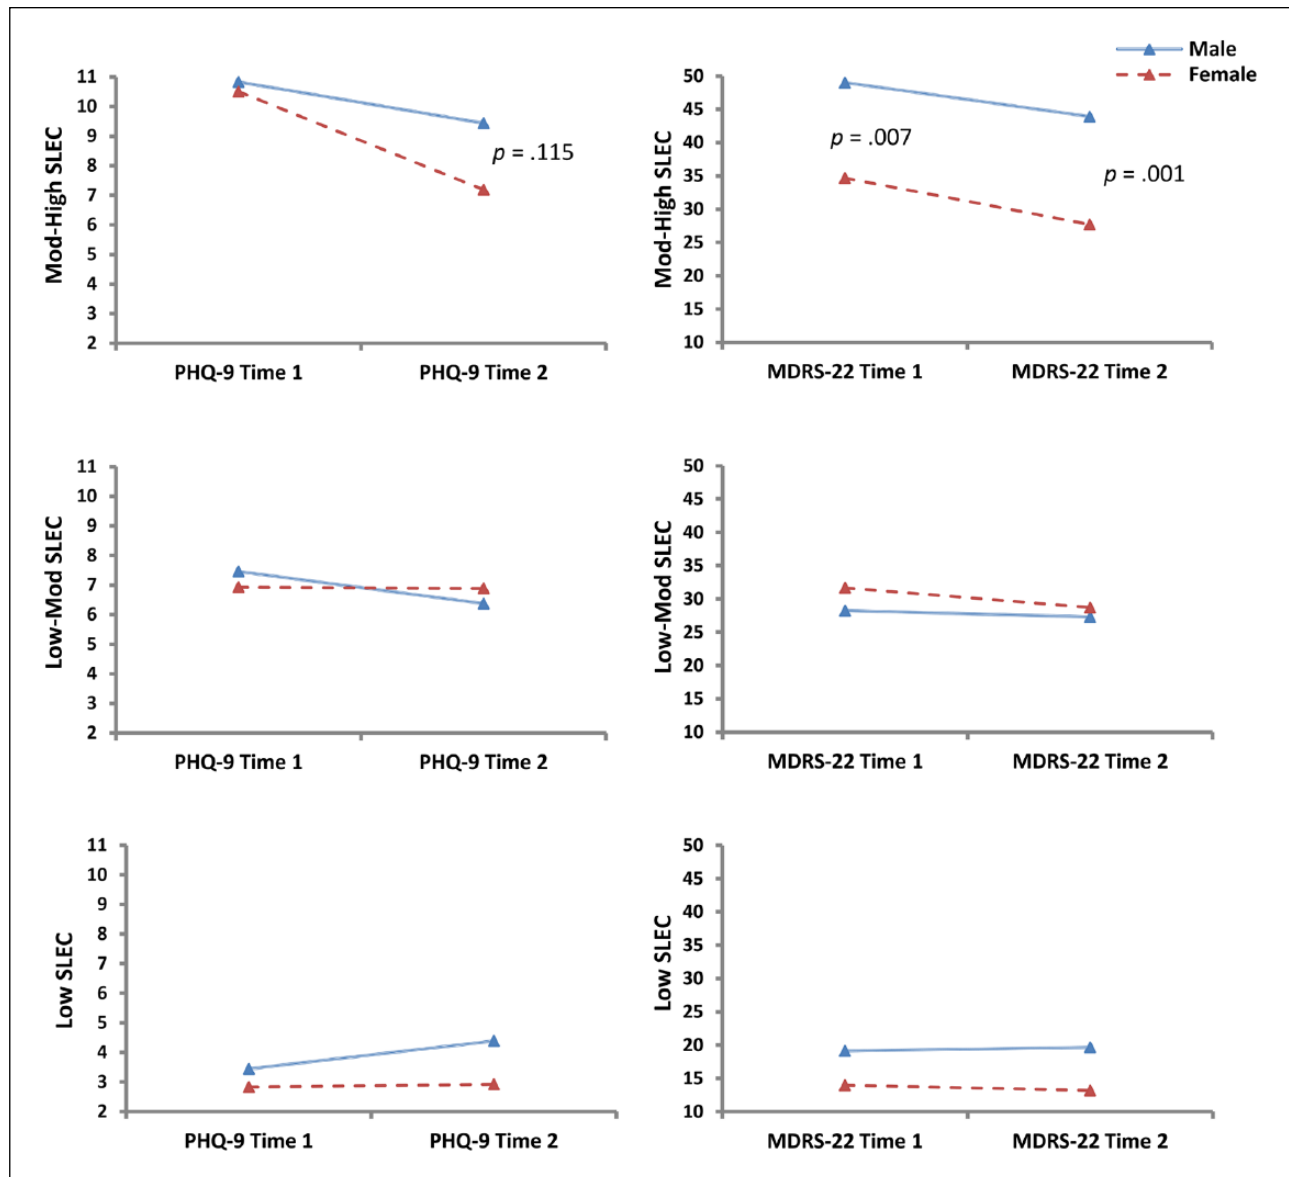 Male
Female
Mod-High SLEC
11
10
9
8
7
6
5
4
3
2
p = .115
PHQ-9 Time 1
PHQ-9 Time 2
Mod-High SLEC
50
45
40
35
30
25
20
15
10
p = .007
p = .001
MDRS-22 Time 1
MDRS-22 Time 2
Low-Mod SLEC
11
10
9
8
7
6
5
4
3
2
PHQ-9 Time 1
PHQ-9 Time 2
Low-Mod SLEC
50
45
40
35
30
25
20
15
10
MDRS-22 Time 1
MDRS-22 Time 2
Low SLEC
11
10
9
8
7
6
5
4
3
2
PHQ-9 Time 1
PHQ-9 Time 2
Low SLEC
50
45
40
35
30
25
20
15
10
MDRS-22 Time 1
MDRS-22 Time 2